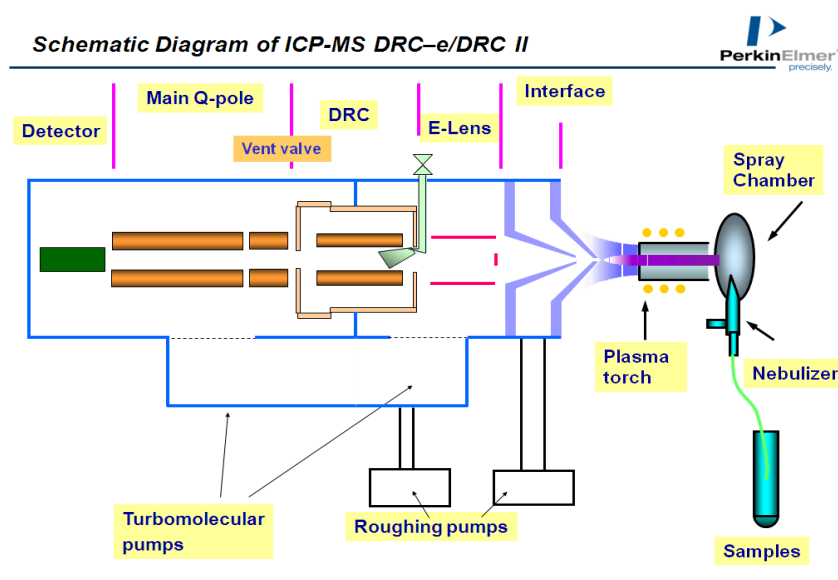 Schematic Diagram of ICP-MS DRC–e/DRC II
PerkinElmer
precisely.
Main Q-pole
DRC
Interface
Detector
E-Lens
Vent valve
Spray
Chamber
Plasma
torch
Nebulizer
Turbomolecular
pumps
Roughing pumps
Samples